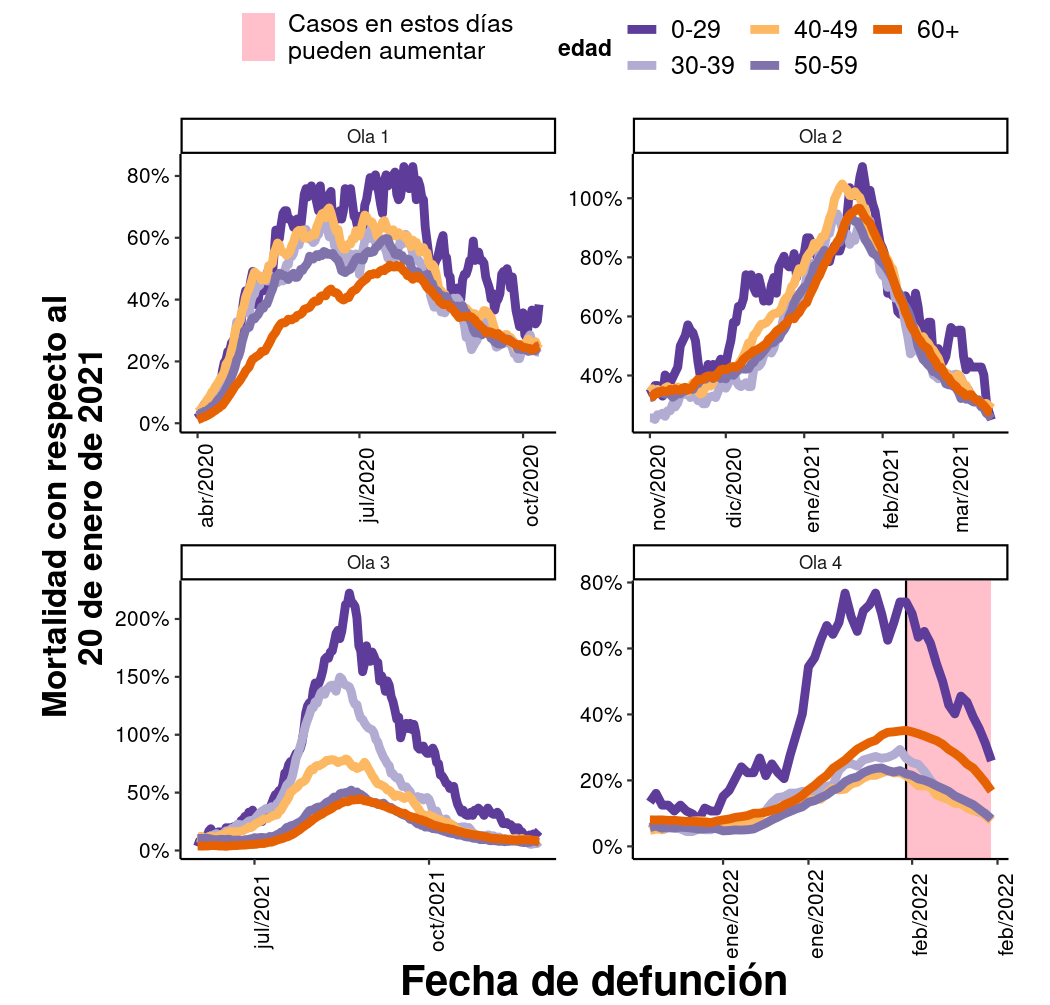 Casos en estos días
pueden aumentar
edad
0-29
40-49
60+
30-39
50-59
Mortalidad con respecto al
20 de enero de 2021
Ola 1
80%
60%
40%
20%
0%
abr/2020
jul/2020
oct/2020
Ola 2
100%
80%
60%
40%
nov/2020
dic/2020
ene/2021
feb/2021
mar/2021
Ola 3
200%
150%
100%
50%
0%
jul/2021
oct/2021
Ola 4
80%
60%
40%
20%
0%
ene/2022
ene/2022
feb/2022
feb/2022
Fecha de defunción